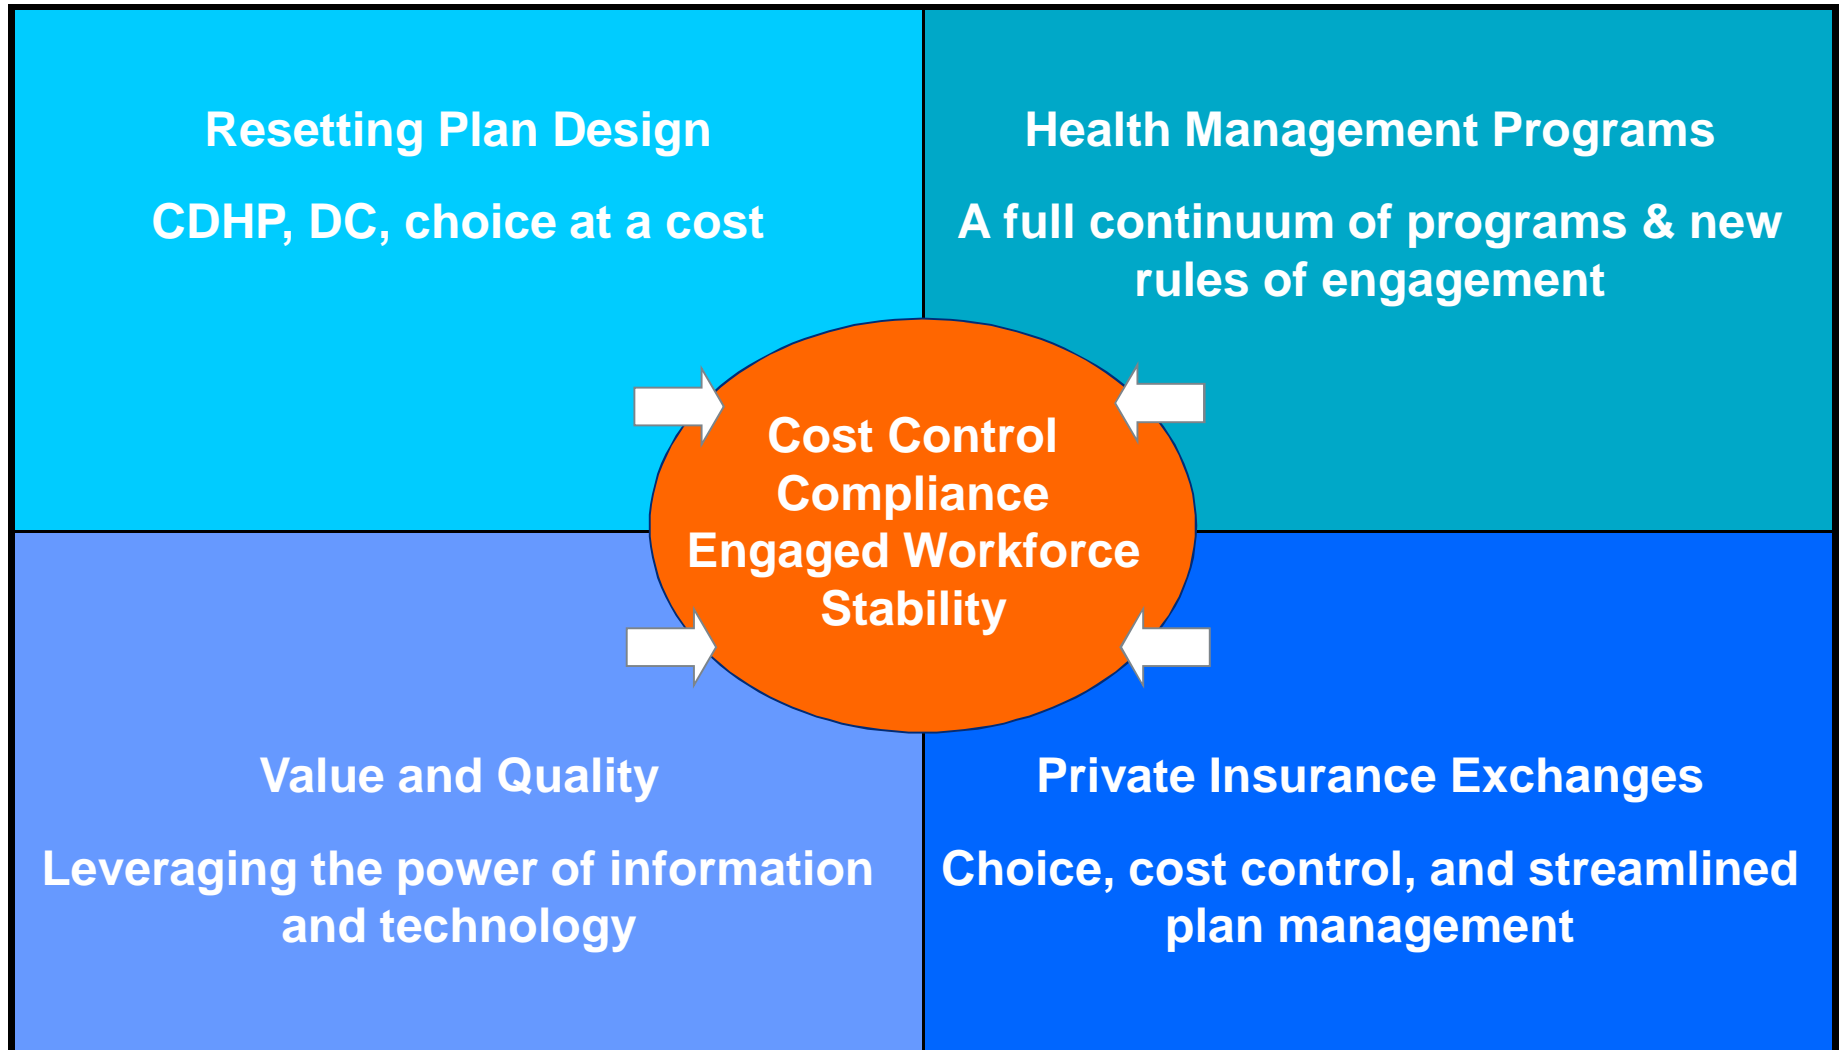 Resetting Plan Design
CDHP, DC, choice at a cost
Health Management Programs
A full continuum of programs & new
rules of engagement
Cost Control
Compliance
Engaged Workforce
Stability
Value and Quality
Leveraging the power of information
and technology
Private Insurance Exchanges
Choice, cost control, and streamlined
plan management